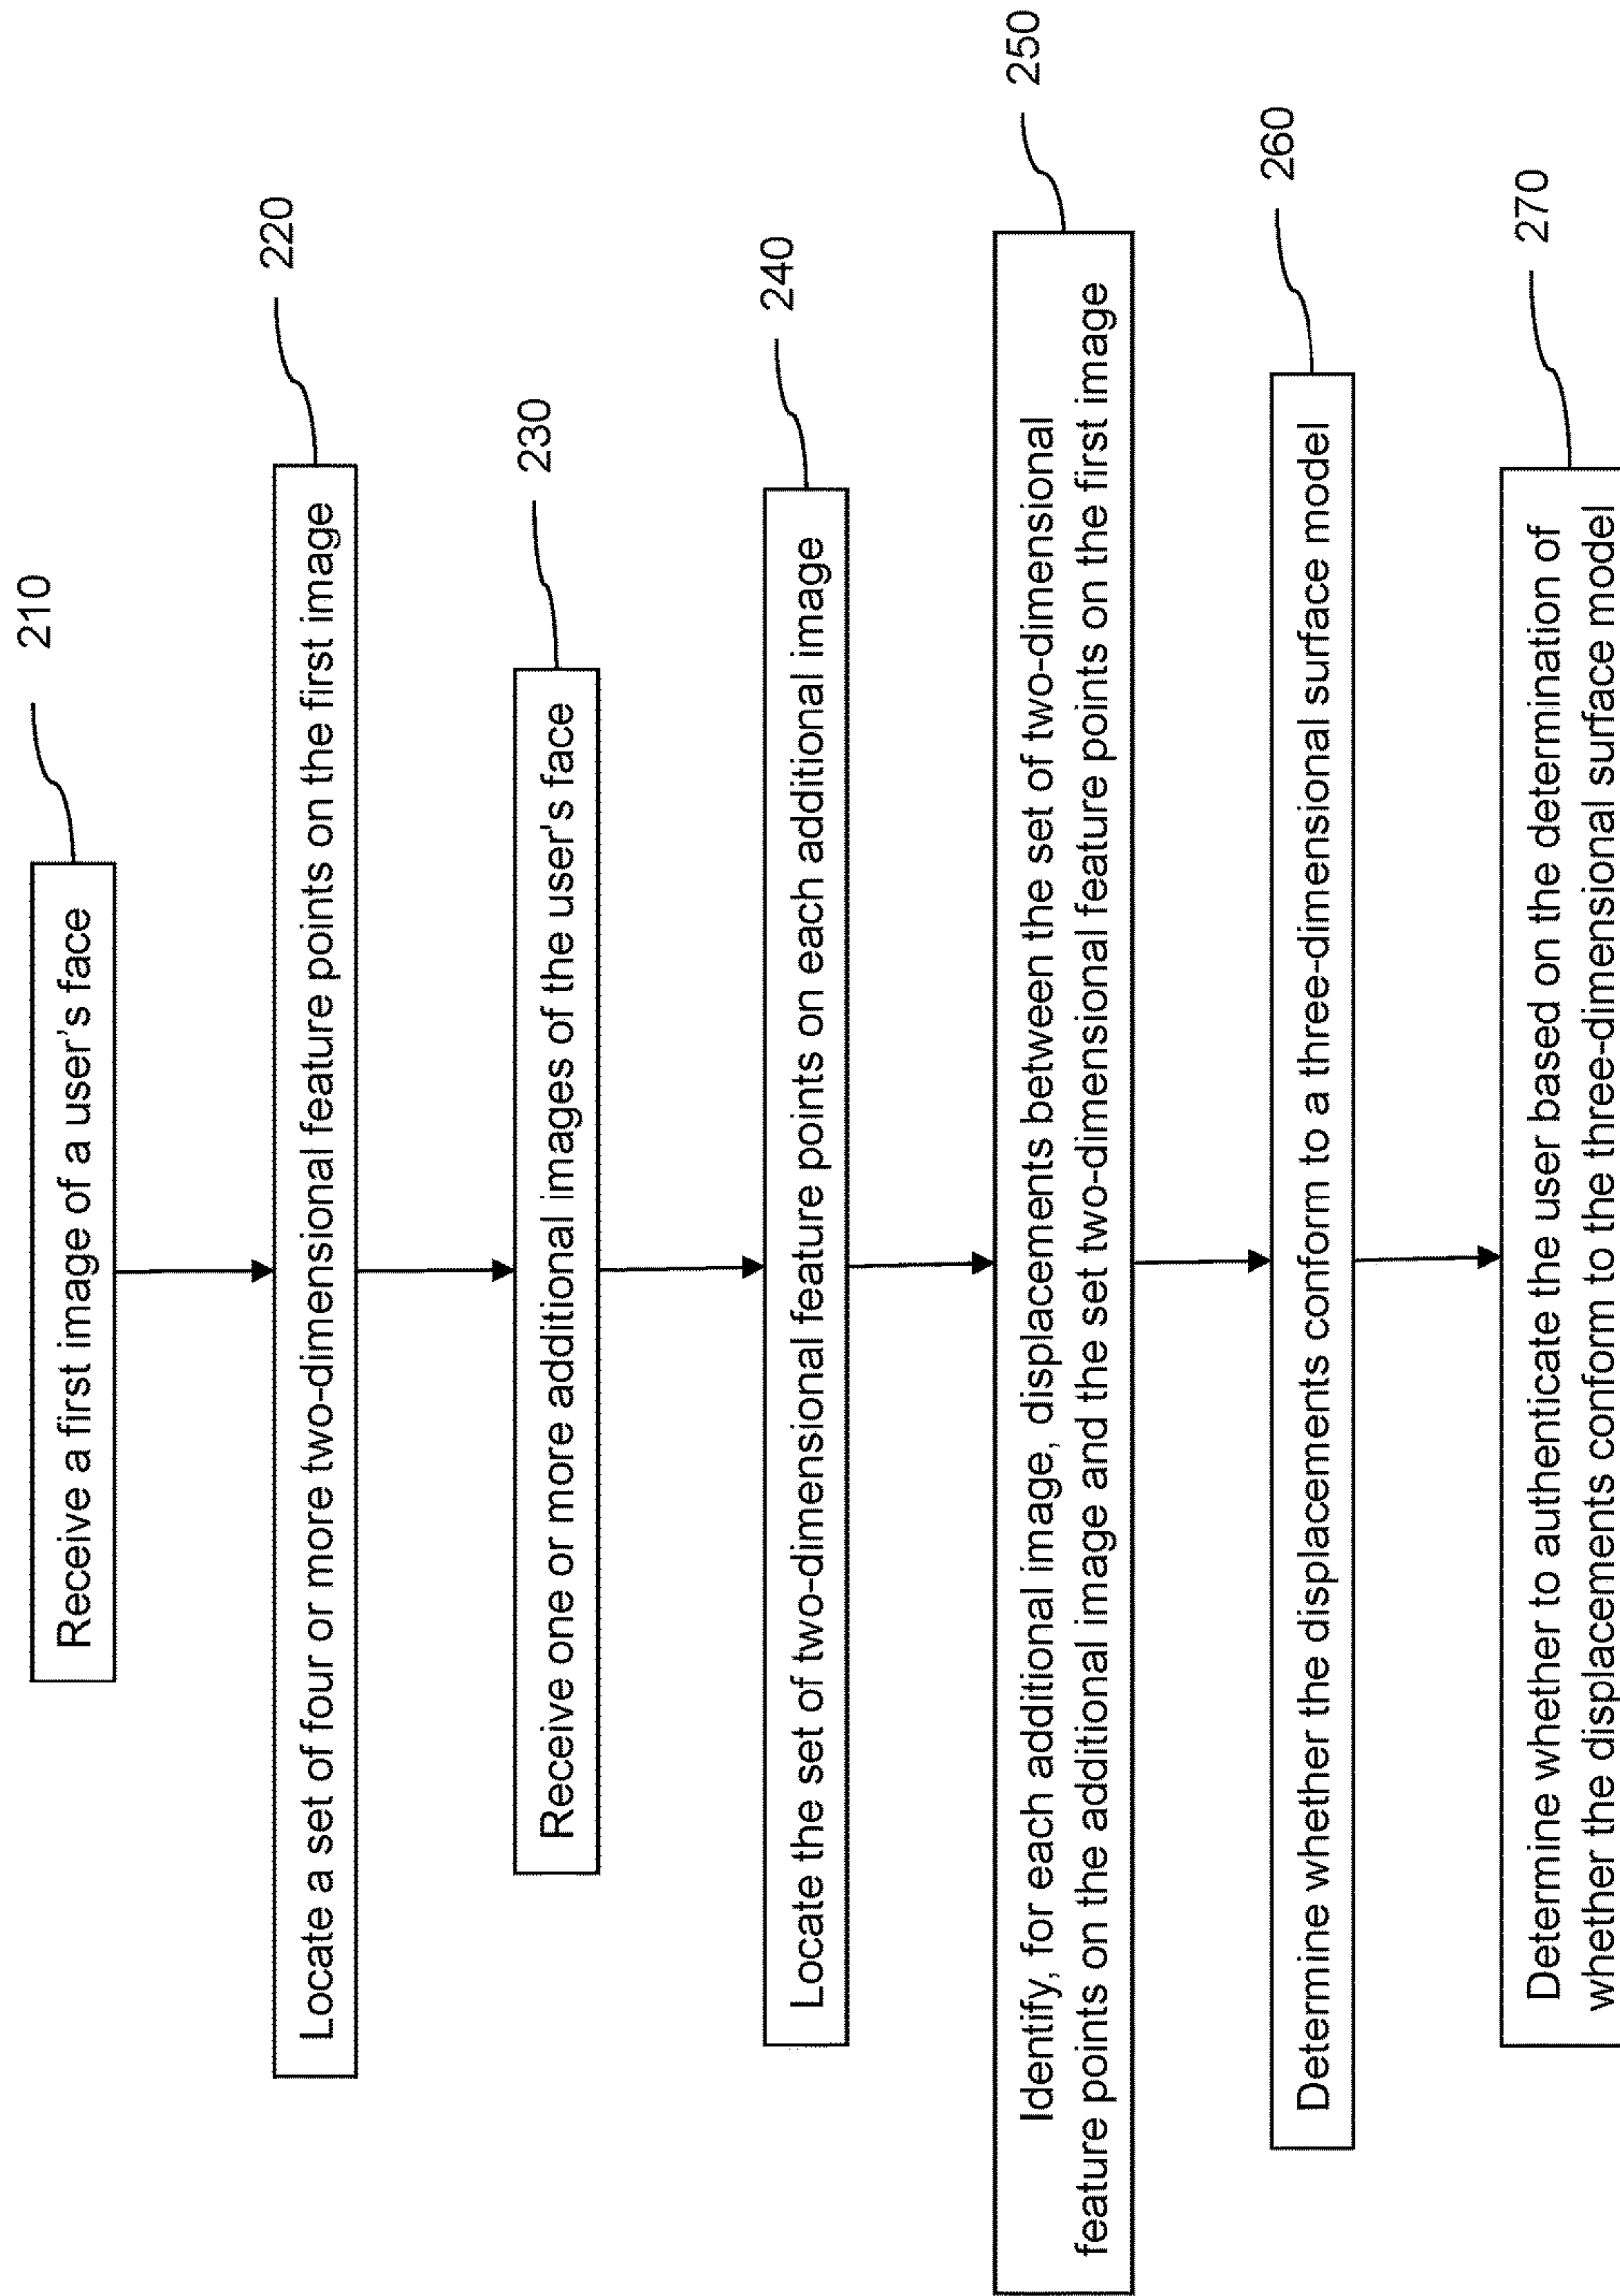 210
Receive a first image of a user's face
220
Locate a set of four or more two-dimensional feature points on the first image
230
Receive one or more additional images of the user's face
240
Locate the set of two-dimensional feature points on each additional image
250
Identify, for each additional image, displacements between the set of two-dimensional
feature points on the additional image and the set two-dimensional feature points on the first image
260
Determine whether the displacements conform to a three-dimensional surface model
270
Determine whether to authenticate the user based on the determination of
whether the displacements conform to the three-dimensional surface model